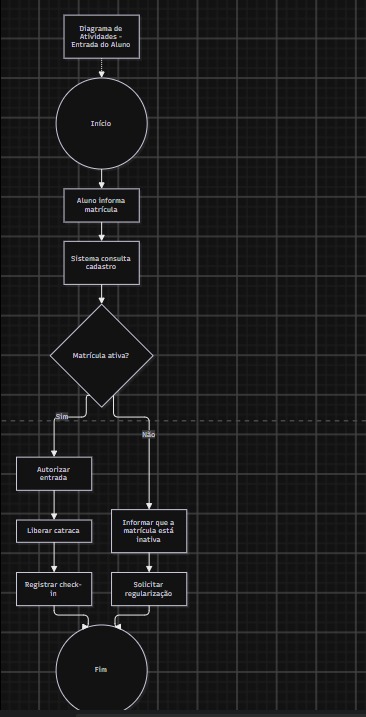 Diagrama de
Atividades -
Entrada do Aluno
Início
Aluno informa
matrícula
Sistema consulta
cadastro
Matrícula ativa?
Sim
Não
Autorizar
entrada
Liberar catraca
Informar que a
matrícula está
inativa
Registrar check-
in
Solicitar
regularização
Fim